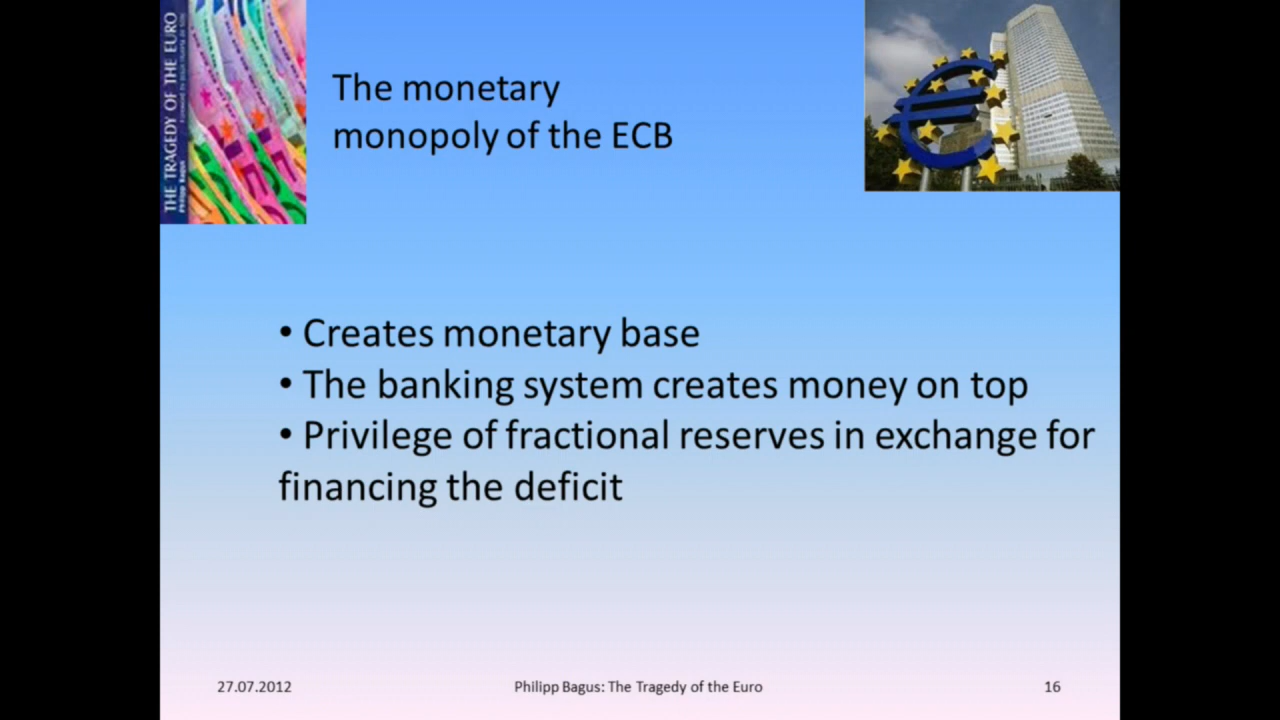 THE TRAGEDY OF THE EURO
Philipp Bagus
The monetary
monopoly of the ECB
• Creates monetary base
• The banking system creates money on top
• Privilege of fractional reserves in exchange for
financing the deficit
27.07.2012
Philipp Bagus: The Tragedy of the Euro
16